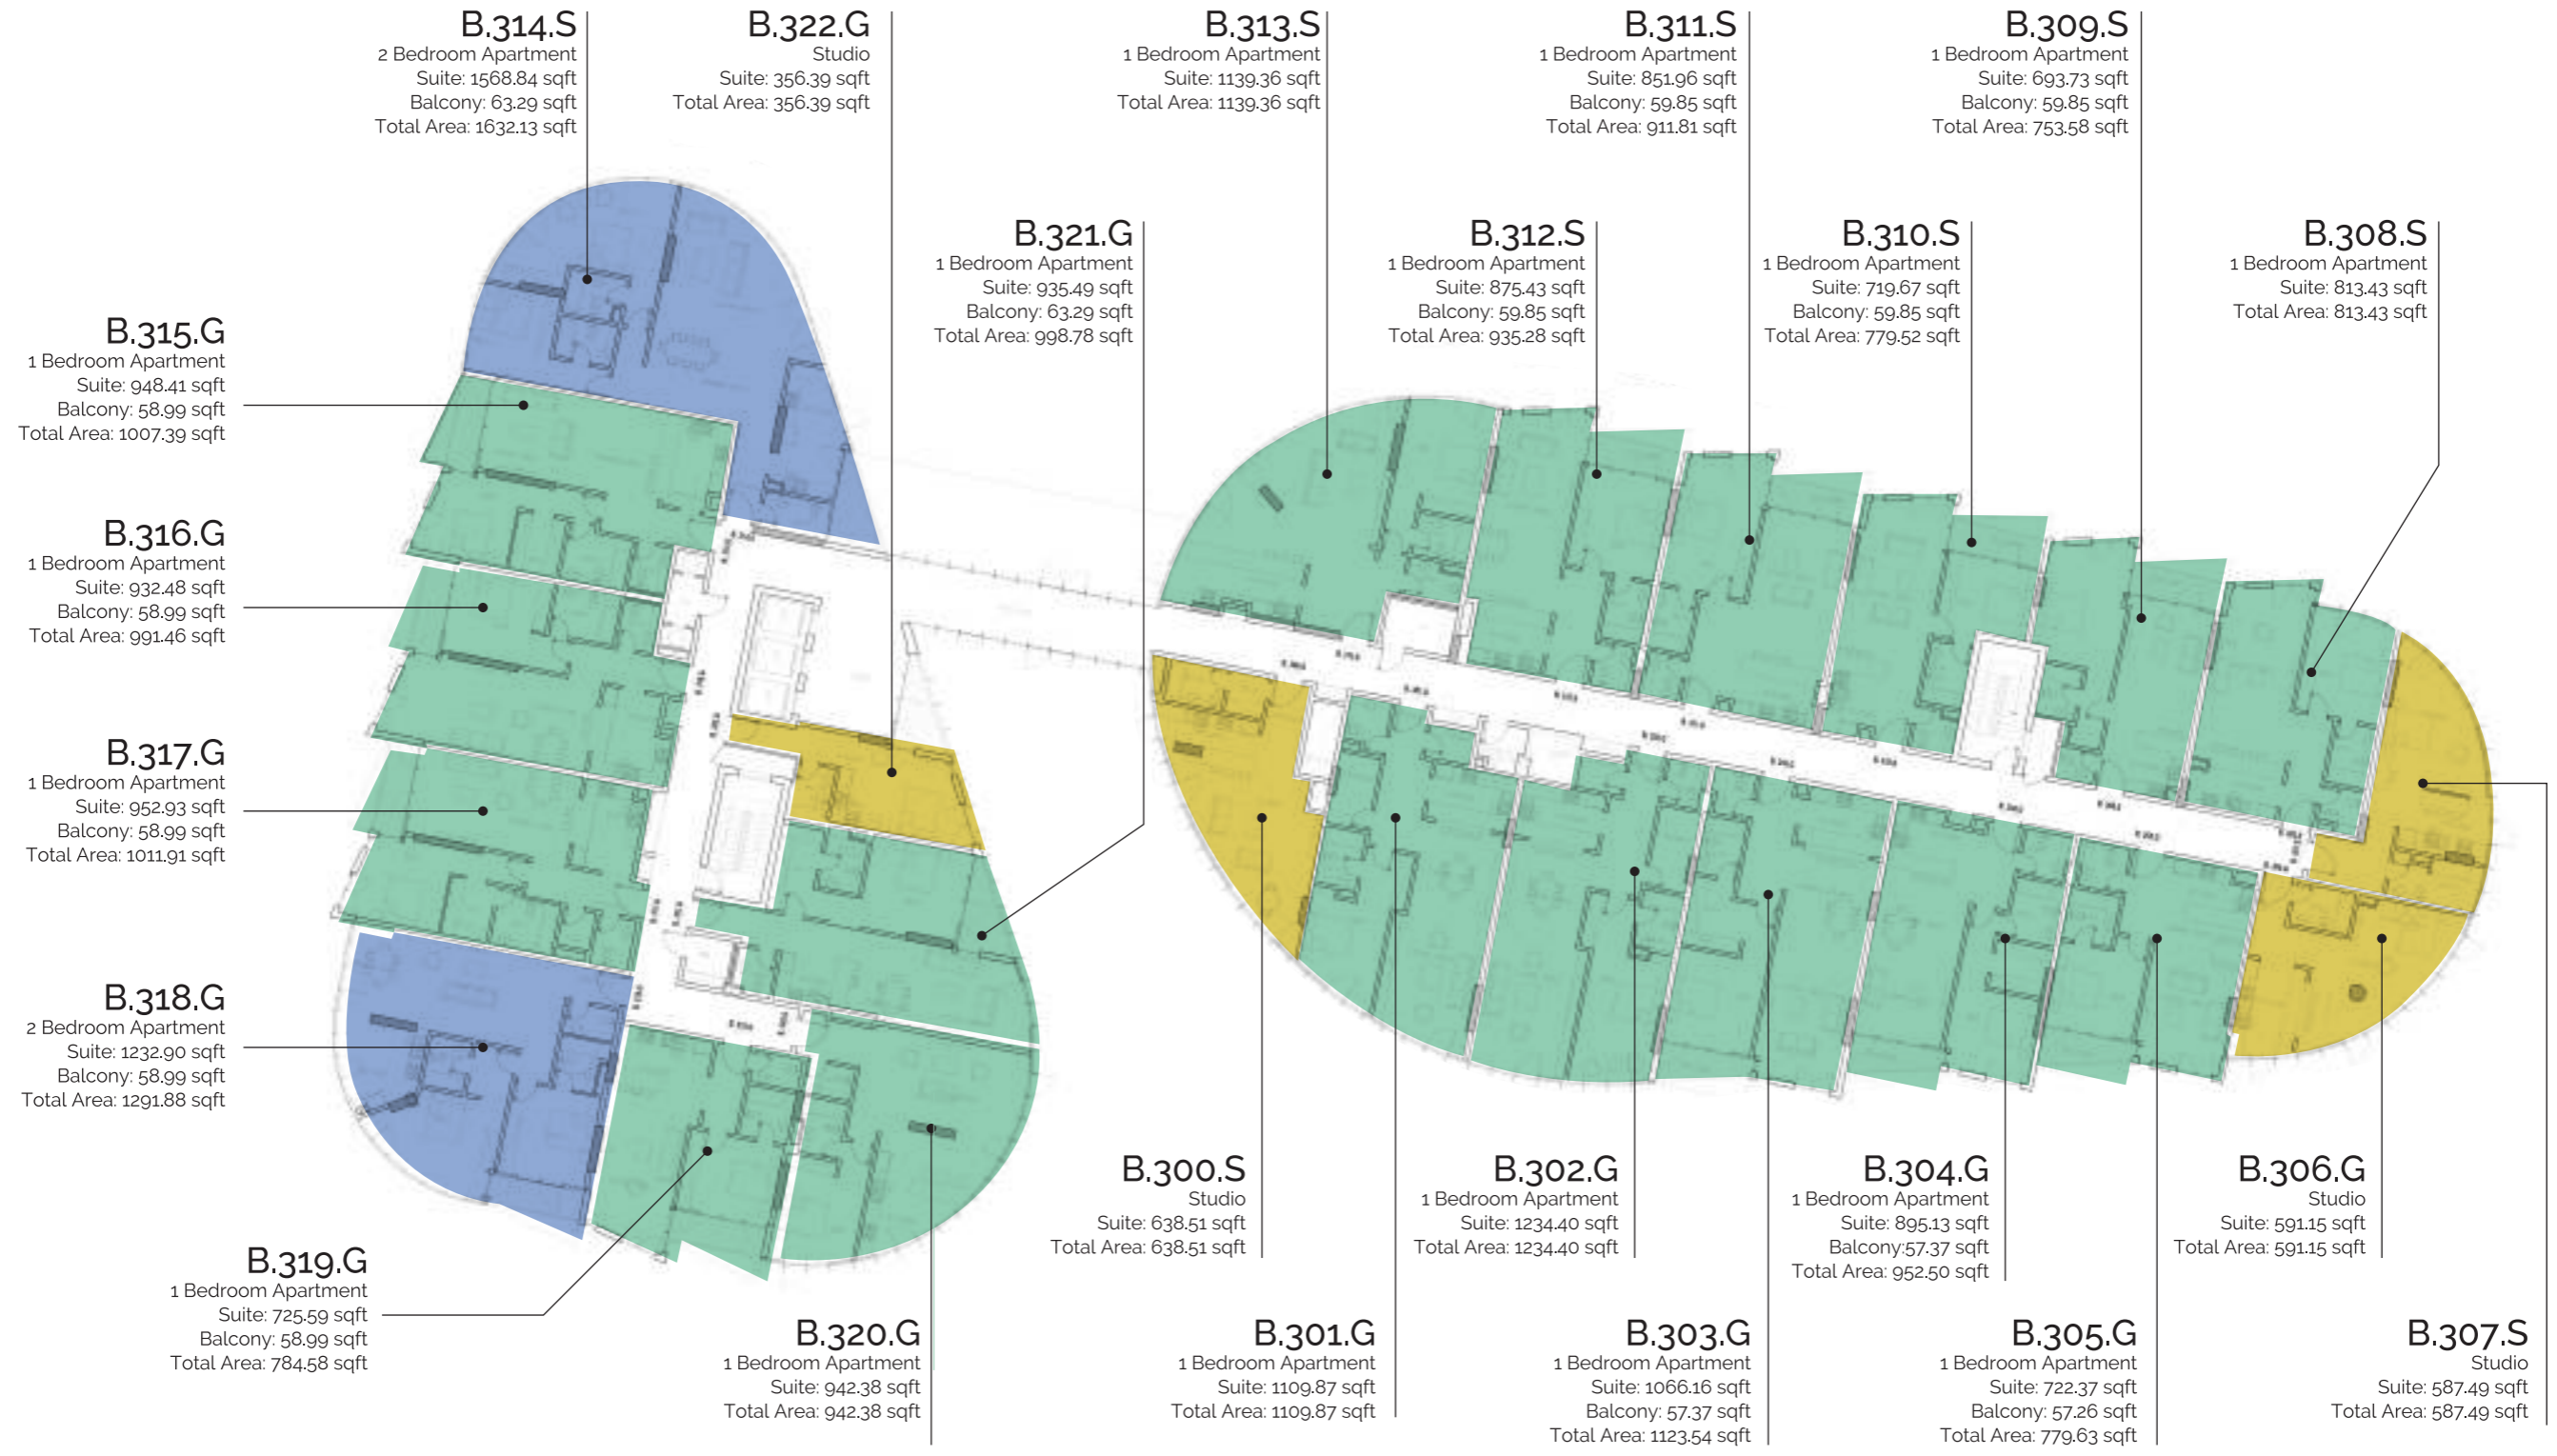 B.314.S
2 Bedroom Apartment
Suite: 1568.84 sqft
Balcony: 63.29 sqft
Total Area: 1632.13 sqft
B.322.G
Studio
Suite: 356.39 sqft
Total Area: 356.39 sqft
B.313.S
1 Bedroom Apartment
Suite: 1139.36 sqft
Total Area: 1139.36 sqft
B.311.S
1 Bedroom Apartment
Suite: 851.96 sqft
Balcony: 59.85 sqft
Total Area: 911.81 sqft
B.309.S
1 Bedroom Apartment
Suite: 693.73 sqft
Balcony: 59.85 sqft
Total Area: 753.58 sqft
B.321.G
1 Bedroom Apartment
Suite: 935.49 sqft
Balcony: 63.29 sqft
Total Area: 998.78 sqft
B.312.S
1 Bedroom Apartment
Suite: 875.43 sqft
Balcony: 59.85 sqft
Total Area: 935.28 sqft
B.310.S
1 Bedroom Apartment
Suite: 719.67 sqft
Balcony: 59.85 sqft
Total Area: 779.52 sqft
B.308.S
1 Bedroom Apartment
Suite: 813.43 sqft
Total Area: 813.43 sqft
B.315.G
1 Bedroom Apartment
Suite: 948.41 sqft
Balcony: 58.99 sqft
Total Area: 1007.39 sqft
B.316.G
1 Bedroom Apartment
Suite: 932.48 sqft
Balcony: 58.99 sqft
Total Area: 991.46 sqft
B.317.G
1 Bedroom Apartment
Suite: 952.93 sqft
Balcony: 58.99 sqft
Total Area: 1011.91 sqft
B.318.G
2 Bedroom Apartment
Suite: 1232.90 sqft
Balcony: 58.99 sqft
Total Area: 1291.88 sqft
B.319.G
1 Bedroom Apartment
Suite: 725.59 sqft
Balcony: 58.99 sqft
Total Area: 784.58 sqft
B.320.G
1 Bedroom Apartment
Suite: 942.38 sqft
Total Area: 942.38 sqft
B.300.S
Studio
Suite: 638.51 sqft
Total Area: 638.51 sqft
B.301.G
1 Bedroom Apartment
Suite: 1109.87 sqft
Total Area: 1109.87 sqft
B.302.G
1 Bedroom Apartment
Suite: 1234.40 sqft
Total Area: 1234.40 sqft
B.303.G
1 Bedroom Apartment
Suite: 1066.16 sqft
Balcony: 57.37 sqft
Total Area: 1123.54 sqft
B.304.G
1 Bedroom Apartment
Suite: 895.13 sqft
Balcony:57.37 sqft
Total Area: 952.50 sqft
B.305.G
1 Bedroom Apartment
Suite: 722.37 sqft
Balcony: 57.26 sqft
Total Area: 779.63 sqft
B.306.G
Studio
Suite: 591.15 sqft
Total Area: 591.15 sqft
B.307.S
Studio
Suite: 587.49 sqft
Total Area: 587.49 sqft